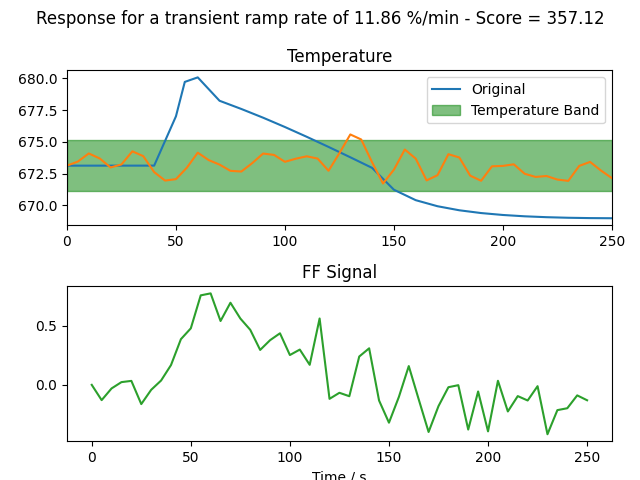 Response for a transient ramp rate of 11.86 %/min - Score = 357.12
Temperature
680.0
677.5
675.0
672.5
670.0
Original
Temperature Band
0 50 100 150 200 250
FF Signal
0.5
0.0
0 50 100 150 200 250
Time / s